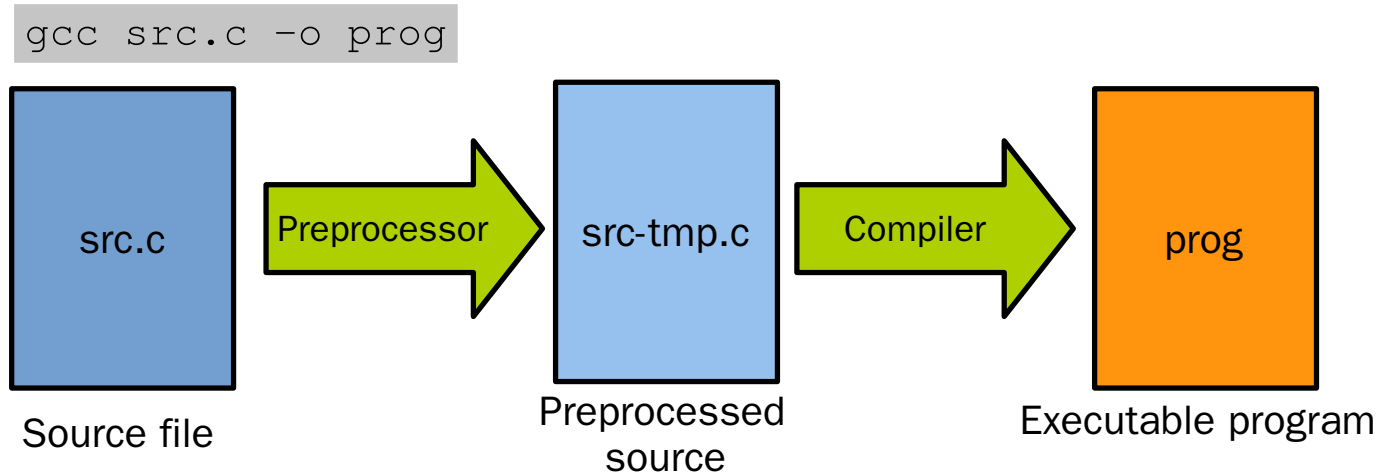 gcc src.c –o prog
src.c
Preprocessor
src-tmp.c
Compiler
prog
Source file
Preprocessed
source
Executable program